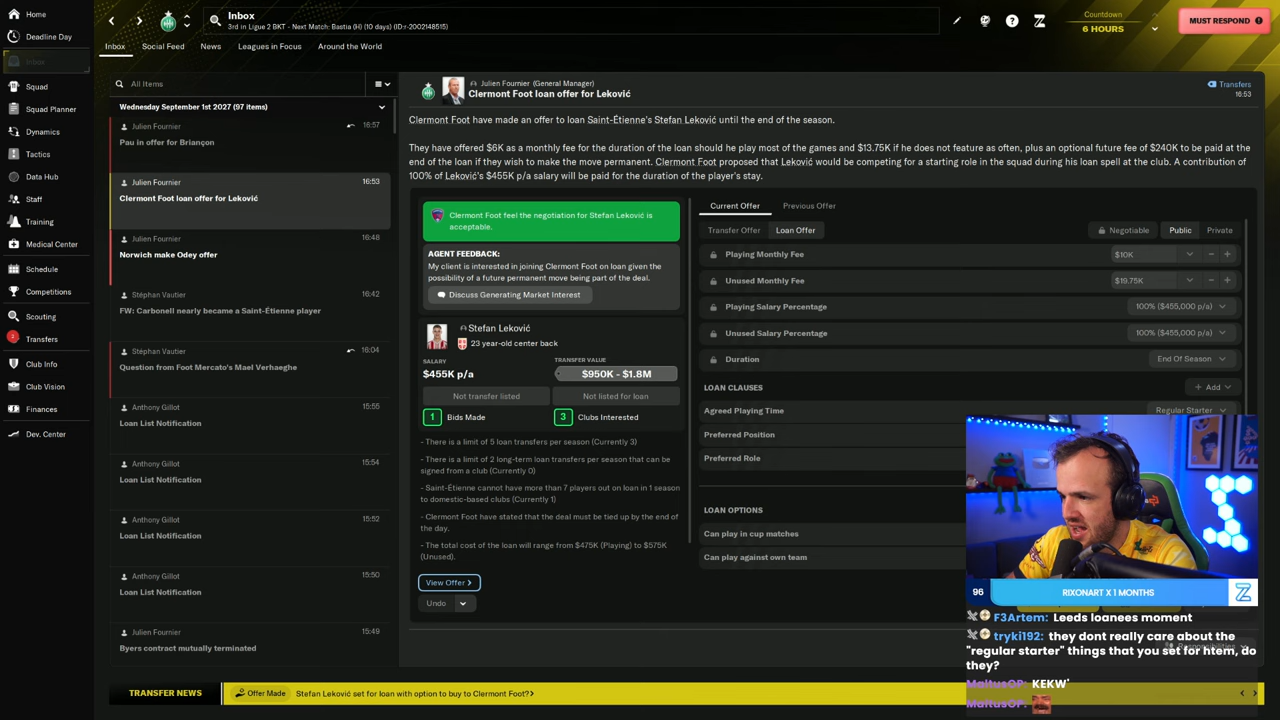 Home
Deadline Day
Inbox
Squad
Squad Planner
Dynamics
Tactics
Data Hub
Staff
Training
Medical Center
Schedule
Competitions
Scouting
Transfers
Club Info
Club Vision
Finances
Dev. Center
Inbox
3rd in Ligue 2 BKT - Next Match: Bastia (H) (10 days) (ID:r-2002148515)
Countdown
6 HOURS
MUST RESPOND
Inbox
Social Feed
News
Leagues in Focus
Around the World
All Items
Wednesday September 1st 2027 (97 items)
Julien Fournier 16:57
Pau in offer for Briançon
Julien Fournier 16:53
Clermont Foot loan offer for Leković
Julien Fournier 16:48
Norwich make Odey offer
Stéphan Vautier 16:42
FW: Carbonell nearly became a Saint-Étienne player
Stéphan Vautier 16:04
Question from Foot Mercato's Mael Verhaeghe
Anthony Gillot 15:55
Loan List Notification
Anthony Gillot 15:54
Loan List Notification
Anthony Gillot 15:52
Loan List Notification
Anthony Gillot 15:50
Loan List Notification
Julien Fournier 15:49
Byers contract mutually terminated
Julien Fournier (General Manager)
Clermont Foot loan offer for Leković
Transfers
16:53
Clermont Foot have made an offer to loan Saint-Étienne's Stefan Leković until the end of the season.
They have offered $6K as a monthly fee for the duration of the loan should he play most of the games and $13.75K if he does not feature as often, plus an optional future fee of $240K to be paid at
end of the loan if they wish to make the move permanent. Clermont Foot proposed that Leković would be competing for a starting role in the squad during his loan spell at the club. A contribution of
100% of Leković's $455K p/a salary will be paid for the duration of the player's stay.
Clermont Foot feel the negotiation for Stefan Leković is
acceptable.
AGENT FEEDBACK:
My client is interested in joining Clermont Foot on loan given the
possibility of a future permanent move being part of the deal.
Discuss Generating Market Interest
Stefan Leković
23 year-old center back
SALARY
TRANSFER VALUE
$455K p/a
$950K - $1.8M
Not transfer listed
Not listed for loan
1 Bids Made
3 Clubs Interested
- There is a limit of 5 loan transfers per season (Currently 3)
- There is a limit of 2 long-term loan transfers per season that can be
signed from a club (Currently 0)
- Saint-Étienne cannot have more than 7 players out on loan in 1 season
to domestic-based clubs (Currently 1)
- Clermont Foot have stated that the deal must be tied up by the end of
the day.
- The total cost of the loan will range from $475K (Playing) to $575K
(Unused).
View Offer
Undo
Current Offer
Previous Offer
Transfer Offer
Loan Offer
Negotiable
Public
Private
Playing Monthly Fee $10K
Unused Monthly Fee $19.75K
Playing Salary Percentage 100% ($455,000 p/a)
Unused Salary Percentage 100% ($455,000 p/a)
Duration End Of Season
LOAN CLAUSES
Add
Agreed Playing Time Regular Starter
Preferred Position
Preferred Role
LOAN OPTIONS
Can play in cup matches
Can play against own team
96 RIXONART X 1 MONTHS
F3Artem: Leeds loanees moment
tryki192: they dont really care about the
"regular starter" things that you set for htem, do
they?
MaltusGP: KEKW
MaltusGP:
TRANSFER NEWS
Offer Made
Stefan Leković set for loan with option to buy to Clermont Foot?